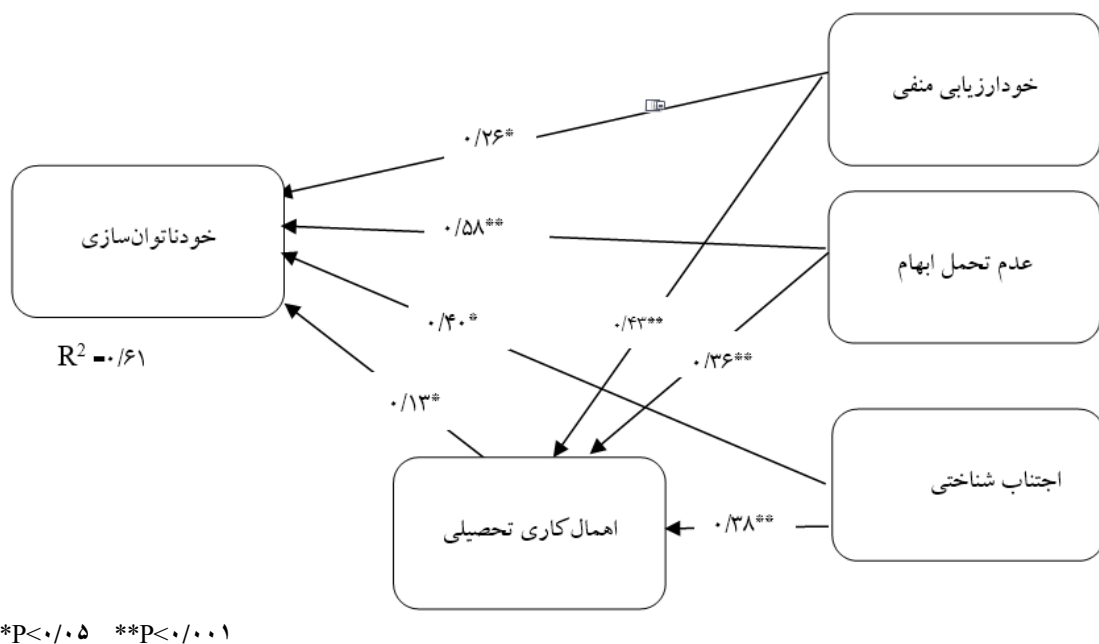 خودارزیابی منفی
۰/۲۶*
خودناتوان‌سازی
۰/۵۸**
عدم تحمل ابهام
۰/۴۰*
۰/۴۳**
۰/۳۶**
R² =۰/۶۱
۰/۱۳*
اجتناب شناختی
اهمال‌کاری تحصیلی
۰/۳۸**
*P<۰/۰۵ **P<۰/۰۰۱